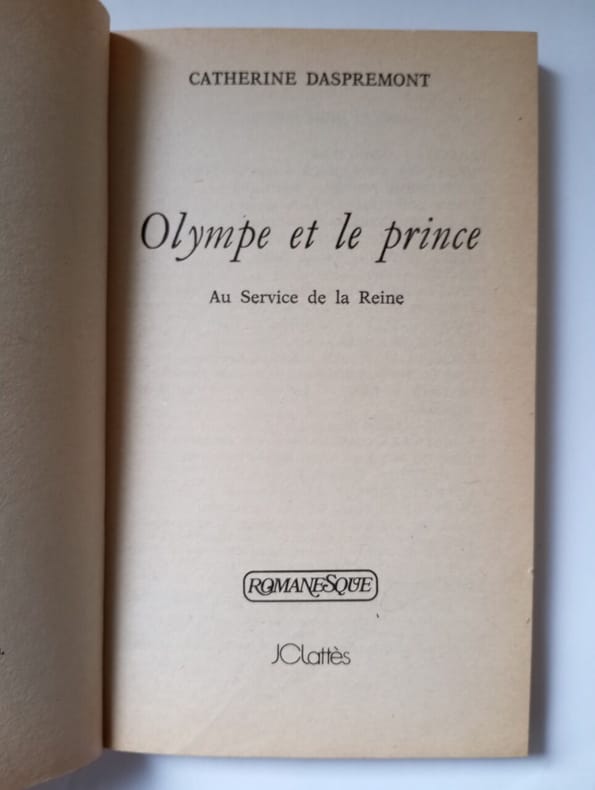 CATHERINE DASPREMONT
Olympe et le prince
Au Service de la Reine
ROMANESQUE
JCLattès